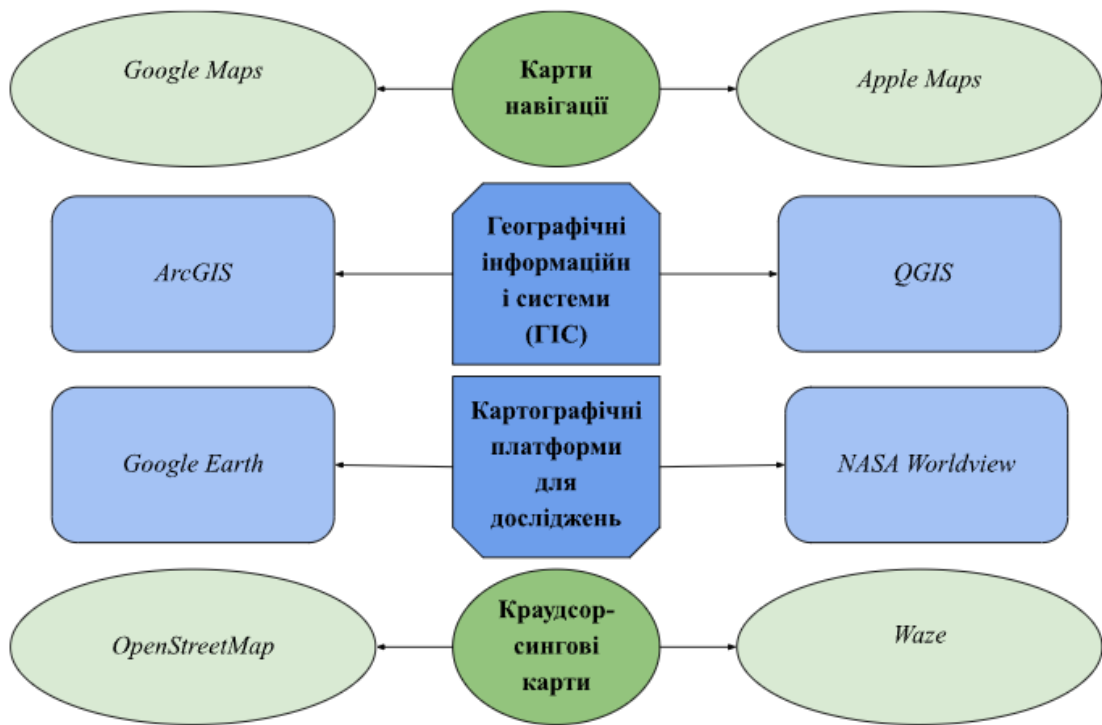 Google Maps
Карти
навігації
Apple Maps
ArcGIS
Географічні
інформаційн
і системи
(ГІС)
QGIS
Google Earth
Картографічні
платформи
для
досліджень
NASA Worldview
OpenStreetMap
Краудсор-
сингові
карти
Waze